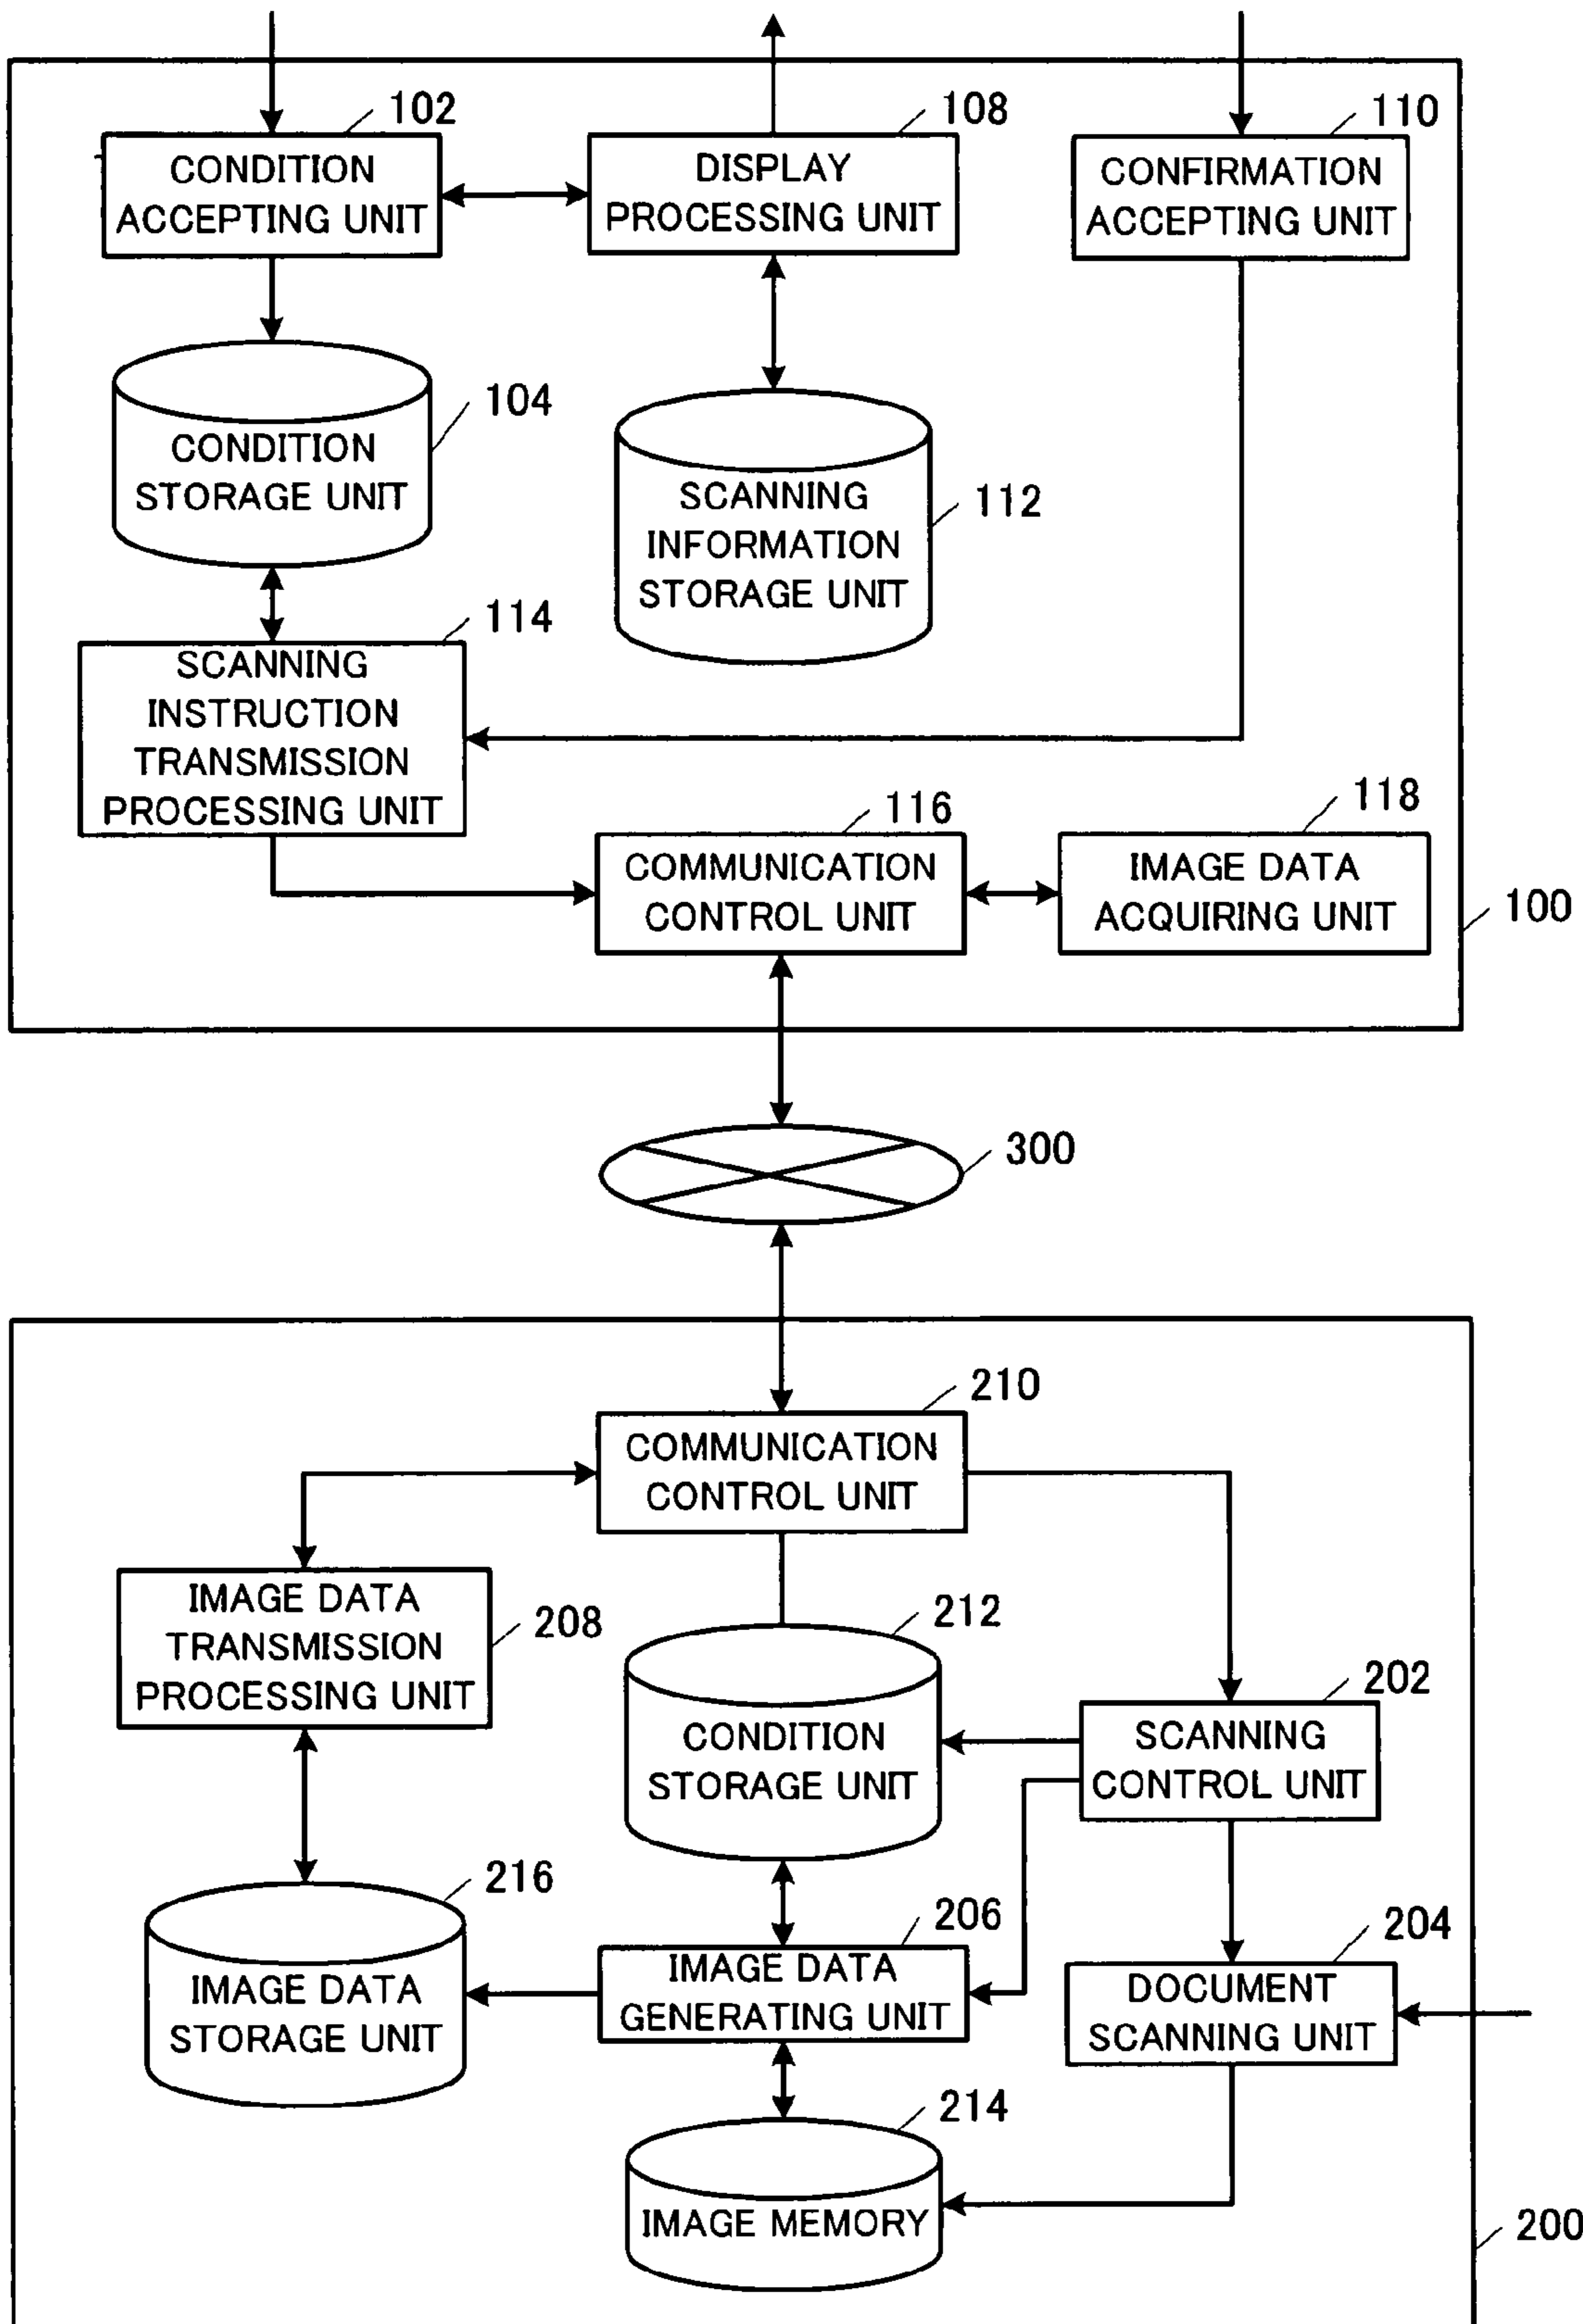 102
108
110
CONDITION
ACCEPTING UNIT
DISPLAY
PROCESSING UNIT
CONFIRMATION
ACCEPTING UNIT
104
CONDITION
STORAGE UNIT
112
SCANNING
INFORMATION
STORAGE UNIT
114
SCANNING
INSTRUCTION
TRANSMISSION
PROCESSING UNIT
116
118
COMMUNICATION
CONTROL UNIT
IMAGE DATA
ACQUIRING UNIT
100
300
210
COMMUNICATION
CONTROL UNIT
IMAGE DATA
TRANSMISSION
PROCESSING UNIT
208
212
202
CONDITION
STORAGE UNIT
SCANNING
CONTROL UNIT
216
206
204
IMAGE DATA
STORAGE UNIT
IMAGE DATA
GENERATING UNIT
DOCUMENT
SCANNING UNIT
214
IMAGE MEMORY
200